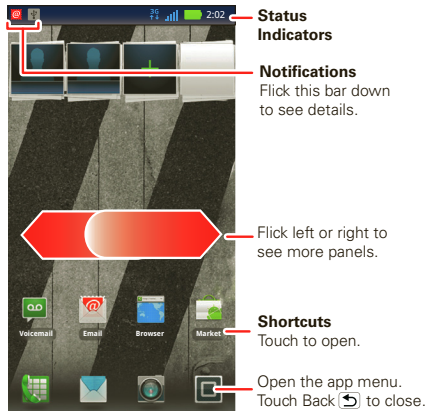 3G
2:02
Status
Indicators
Notifications
Flick this bar down
to see details.
Flick left or right to
see more panels.
Voicemail
Email
Browser
Market
Shortcuts
Touch to open.
Open the app menu.
Touch Back to close.